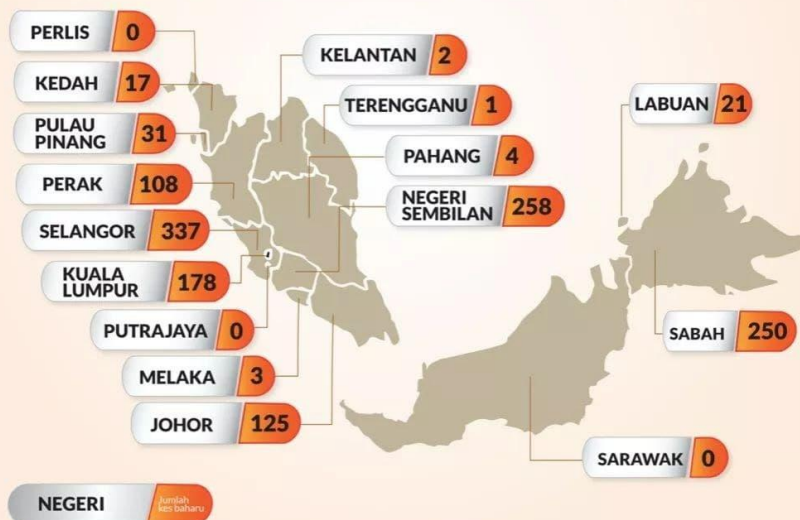 PERLIS 0
KEDAH 17
PULAU
PINANG 31
PERAK 108
SELANGOR 337
KUALA
LUMPUR 178
PUTRAJAYA 0
MELAKA 3
JOHOR 125
KELANTAN 2
TERENGGANU 1
PAHANG 4
NEGERI
SEMBILAN 258
LABUAN 21
SABAH 250
SARAWAK 0
NEGERI Jumlah
kes baharu